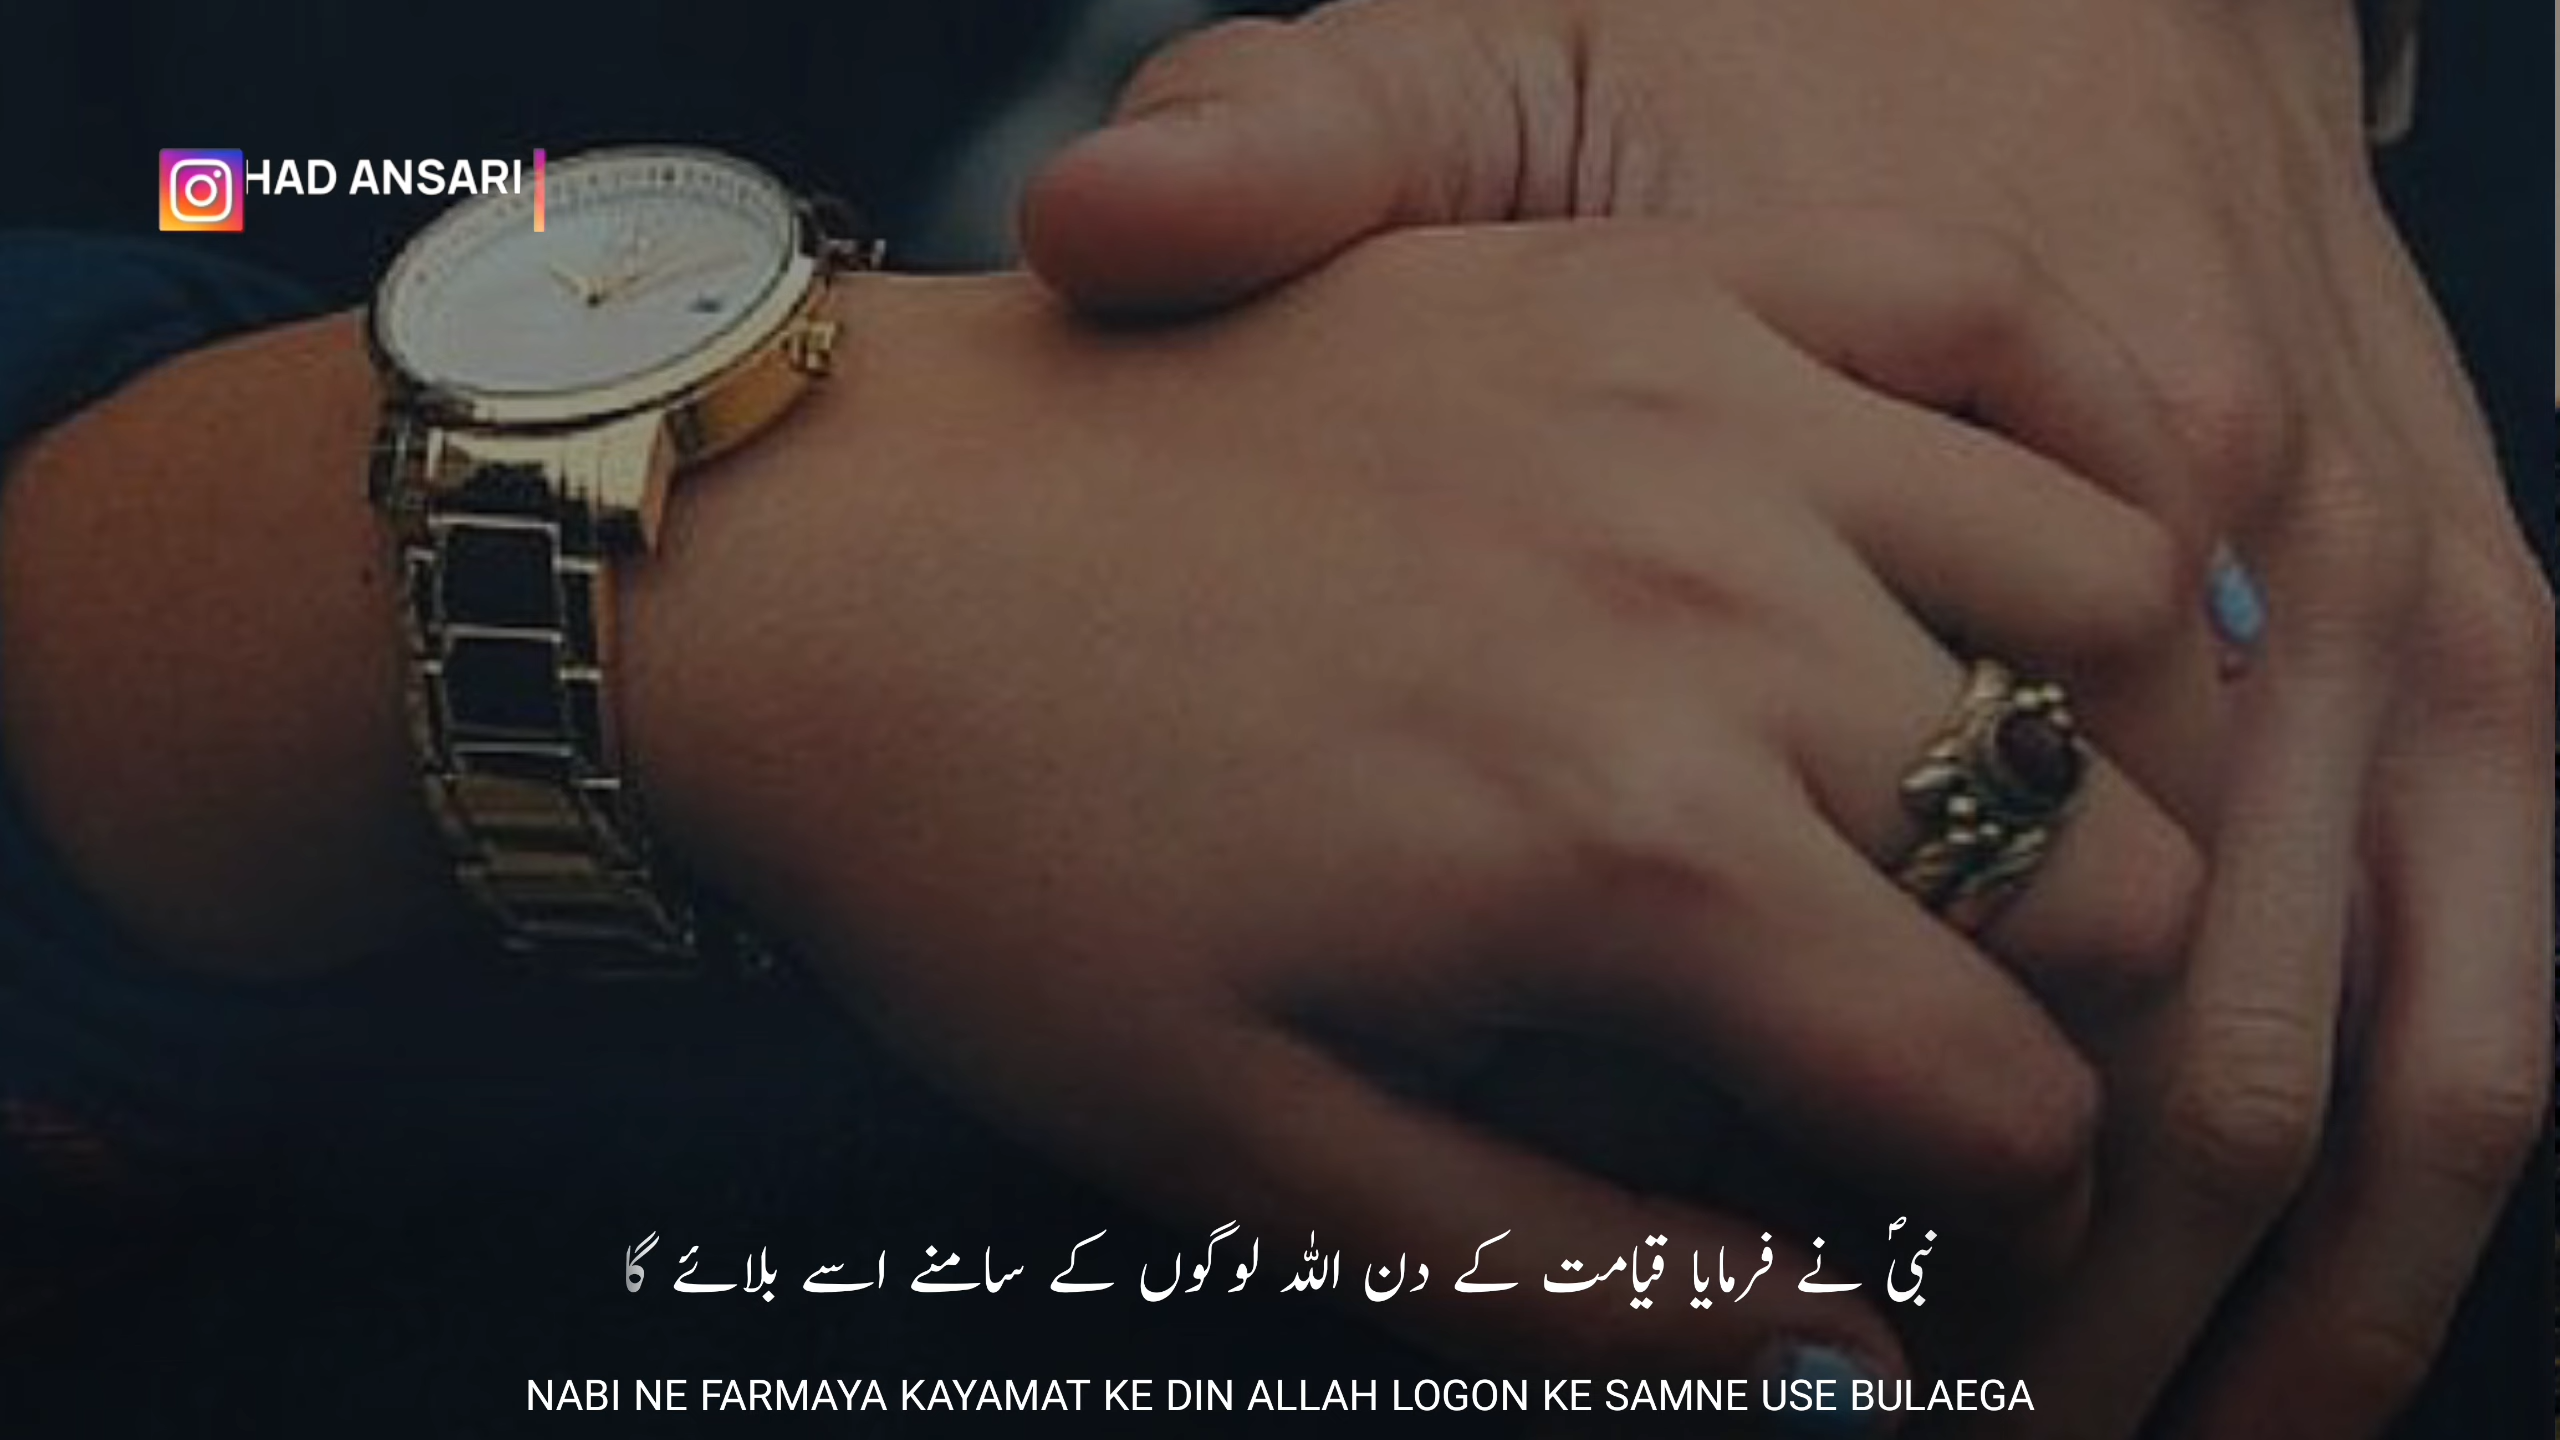 HAD ANSARI
نبیؐ نے فرمایا قیامت کے دن اللہ لوگوں کے سامنے اسے بلائے گا
NABI NE FARMAYA KAYAMAT KE DIN ALLAH LOGON KE SAMNE USE BULAEGA